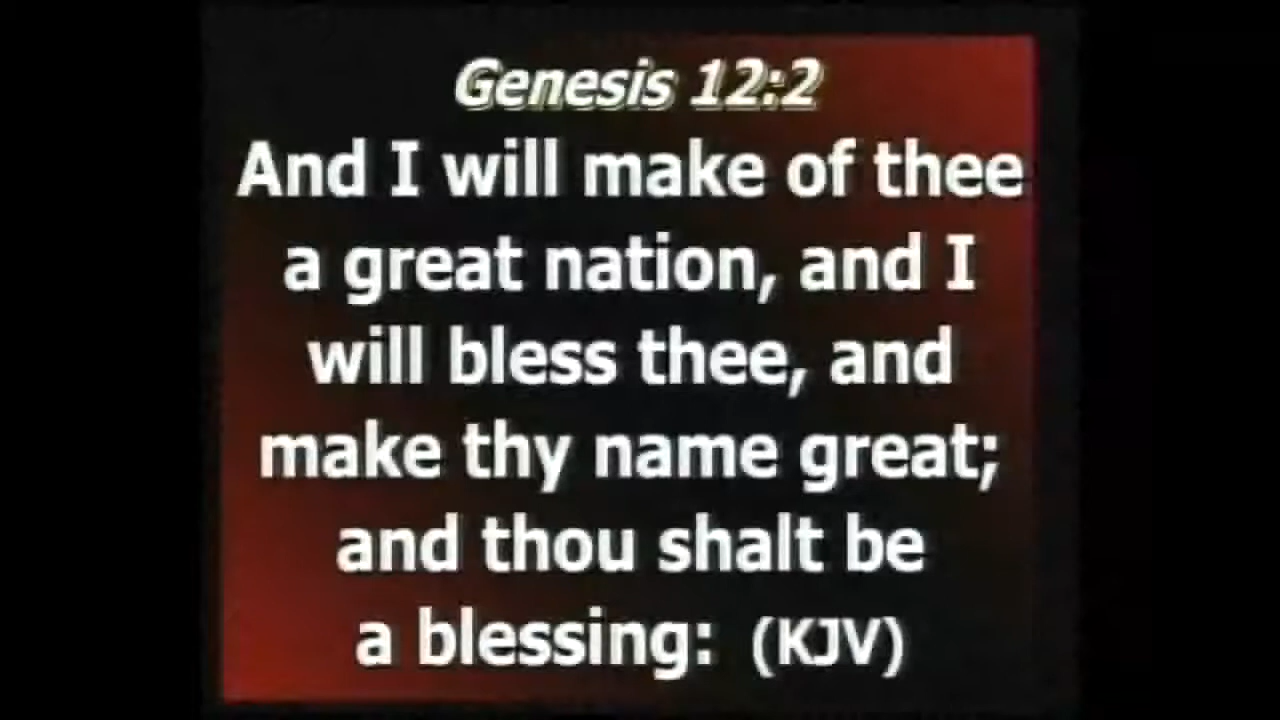 Genesis 12:2
And I will make of thee
a great nation, and I
will bless thee, and
make thy name great;
and thou shalt be
a blessing: (KJV)